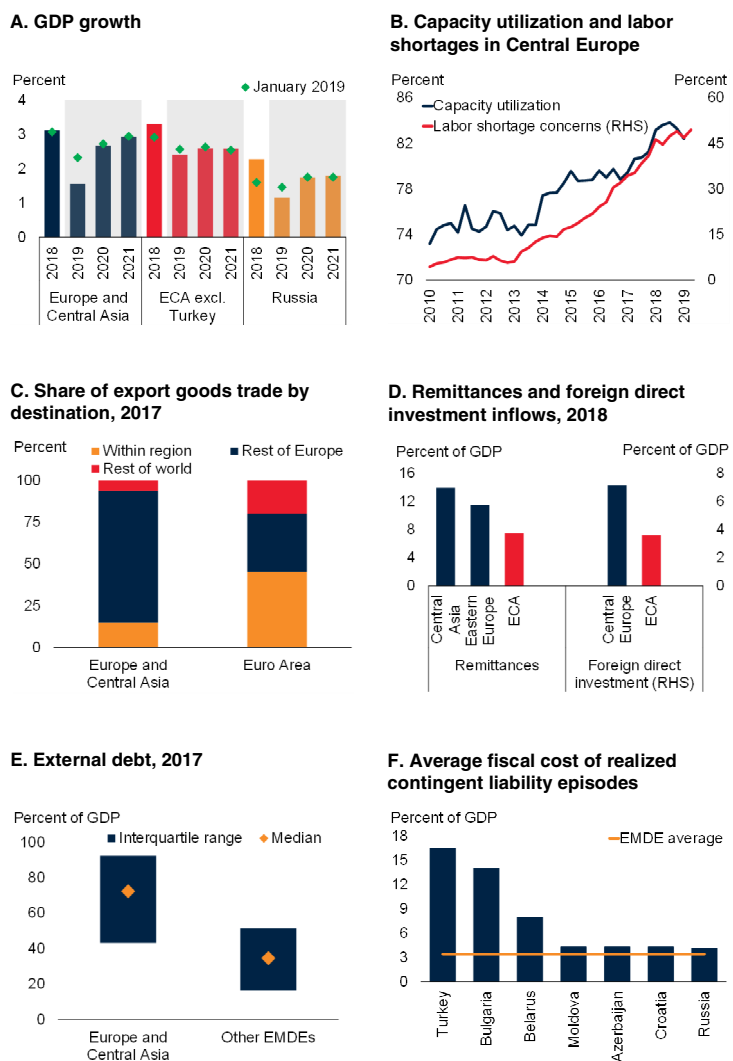 A. GDP growth
Percent
January 2019
4
3
2
1
0
2018
2019
2020
2021
2018
2019
2020
2021
2018
2019
2020
2021
Europe and
Central Asia
ECA excl.
Turkey
Russia
B. Capacity utilization and labor
shortages in Central Europe
Percent
Percent
86
82
78
74
70
60
45
30
15
0
Capacity utilization
Labor shortage concerns (RHS)
2010
2011
2012
2013
2014
2015
2016
2017
2018
2019
C. Share of export goods trade by
destination, 2017
Percent
Within region
Rest of Europe
Rest of world
100
75
50
25
0
Europe and
Central Asia
Euro Area
D. Remittances and foreign direct
investment inflows, 2018
Percent of GDP
Percent of GDP
16
12
8
4
0
8
6
4
2
0
Central
Asia
Eastern
Europe
ECA
Central
Europe
ECA
Remittances
Foreign direct
investment (RHS)
E. External debt, 2017
Percent of GDP
Interquartile range
Median
100
80
60
40
20
0
Europe and
Central Asia
Other EMDEs
F. Average fiscal cost of realized
contingent liability episodes
Percent of GDP
EMDE average
18
15
12
9
6
3
0
Turkey
Bulgaria
Belarus
Moldova
Azerbaijan
Croatia
Russia